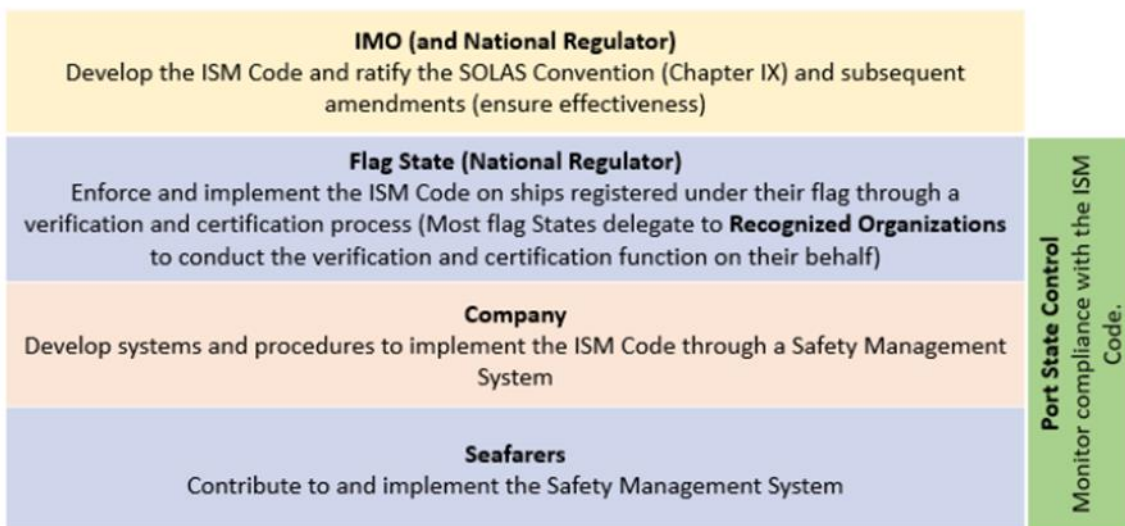 IMO (and National Regulator)
Develop the ISM Code and ratify the SOLAS Convention (Chapter IX) and subsequent
amendments (ensure effectiveness)
Flag State (National Regulator)
Enforce and implement the ISM Code on ships registered under their flag through a
verification and certification process (Most flag States delegate to Recognized Organizations
to conduct the verification and certification function on their behalf)
Company
Develop systems and procedures to implement the ISM Code through a Safety Management
System
Seafarers
Contribute to and implement the Safety Management System
Port State Control
Monitor compliance with the ISM
Code.